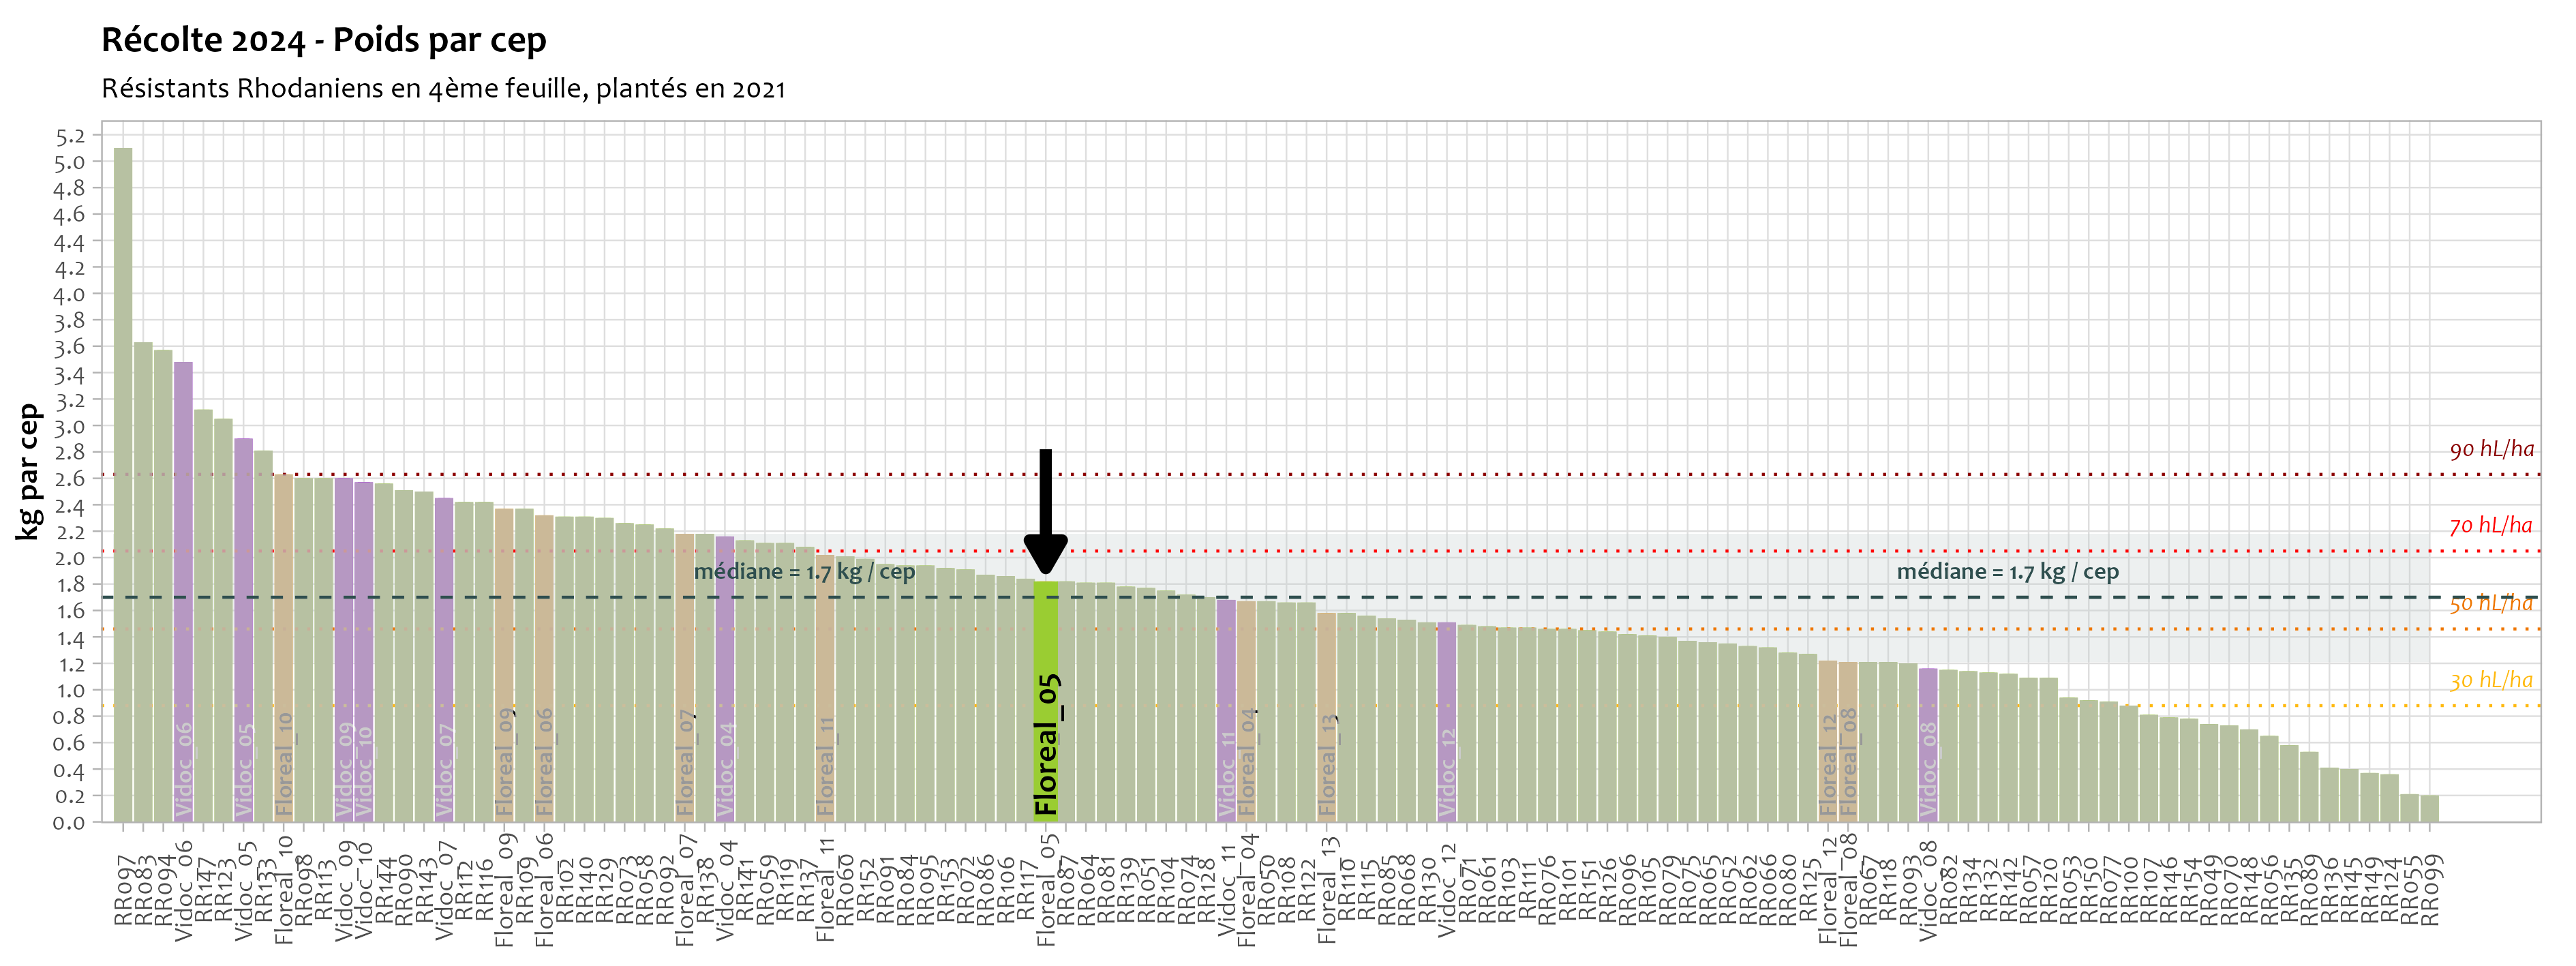 Récolte 2024 - Poids par cep
Résistants Rhodaniens en 4ème feuille, plantés en 2021
kg par cep
5.2
5.0
4.8
4.6
4.4
4.2
4.0
3.8
3.6
3.4
3.2
3.0
2.8
2.6
2.4
2.2
2.0
1.8
1.6
1.4
1.2
1.0
0.8
0.6
0.4
0.2
0.0
90 hL/ha
70 hL/ha
50 hL/ha
30 hL/ha
médiane = 1.7 kg / cep
médiane = 1.7 kg / cep
Vidoc_06
Vidoc_05
Floreal_10
Vidoc_09
Vidoc_10
Vidoc_07
Floreal_09
Floreal_06
Floreal_07
Vidoc_04
Floreal_11
Floreal_05
Vidoc_11
Floreal_04
Floreal_13
Vidoc_12
Floreal_12
Floreal_08
Vidoc_08
RR097
RR083
RR094
Vidoc_06
RR147
RR123
Vidoc_05
RR133
Floreal_10
RR098
RR113
Vidoc_09
Vidoc_10
RR144
RR090
RR143
Vidoc_07
RR112
RR116
Floreal_09
RR109
Floreal_06
RR102
RR140
RR129
RR073
RR058
RR092
Floreal_07
RR138
Vidoc_04
RR141
RR059
RR119
RR137
Floreal_11
RR060
RR152
RR091
RR084
RR095
RR153
RR072
RR086
RR106
RR117
Floreal_05
RR087
RR064
RR081
RR139
RR051
RR104
RR074
RR128
Vidoc_11
Floreal_04
RR050
RR108
RR122
Floreal_13
RR110
RR115
RR085
RR068
RR130
Vidoc_12
RR071
RR061
RR103
RR111
RR076
RR101
RR151
RR126
RR096
RR105
RR079
RR075
RR065
RR052
RR062
RR066
RR080
RR125
Floreal_12
Floreal_08
RR067
RR118
RR093
Vidoc_08
RR082
RR134
RR132
RR142
RR057
RR120
RR053
RR150
RR077
RR100
RR107
RR146
RR154
RR049
RR070
RR148
RR056
RR135
RR089
RR136
RR145
RR149
RR124
RR055
RR099